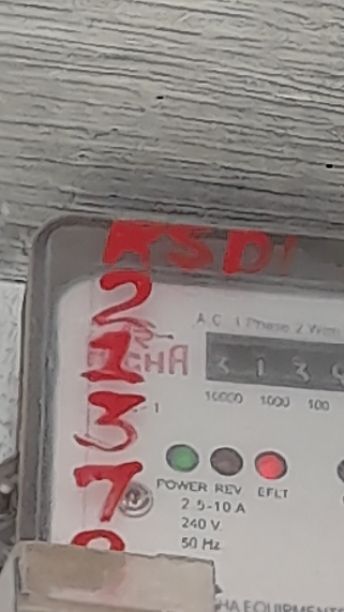 RSD
2
A.C. 1 Phase 2 Wire
1
3 1 3
10000 1000 100
3
7
POWER REV EFLT
2.5-10 A
240 V
50 Hz